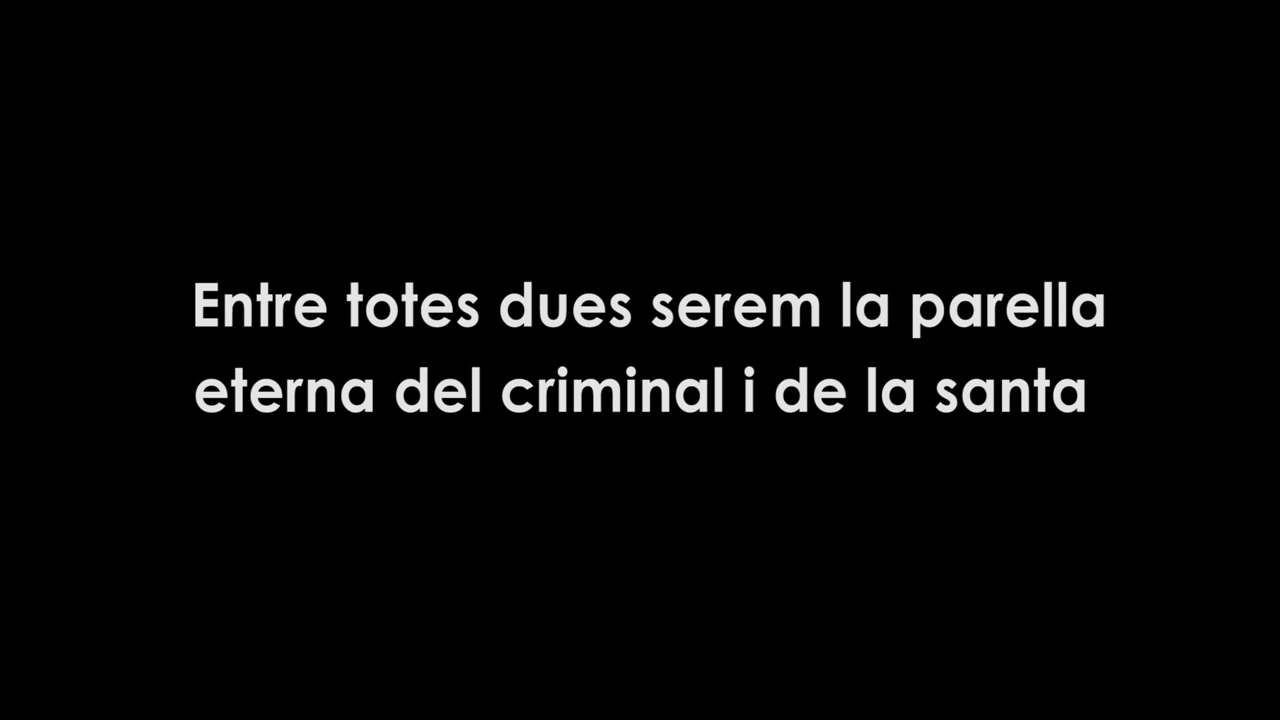 Entre totes dues serem la parella
eterna del criminal i de la santa